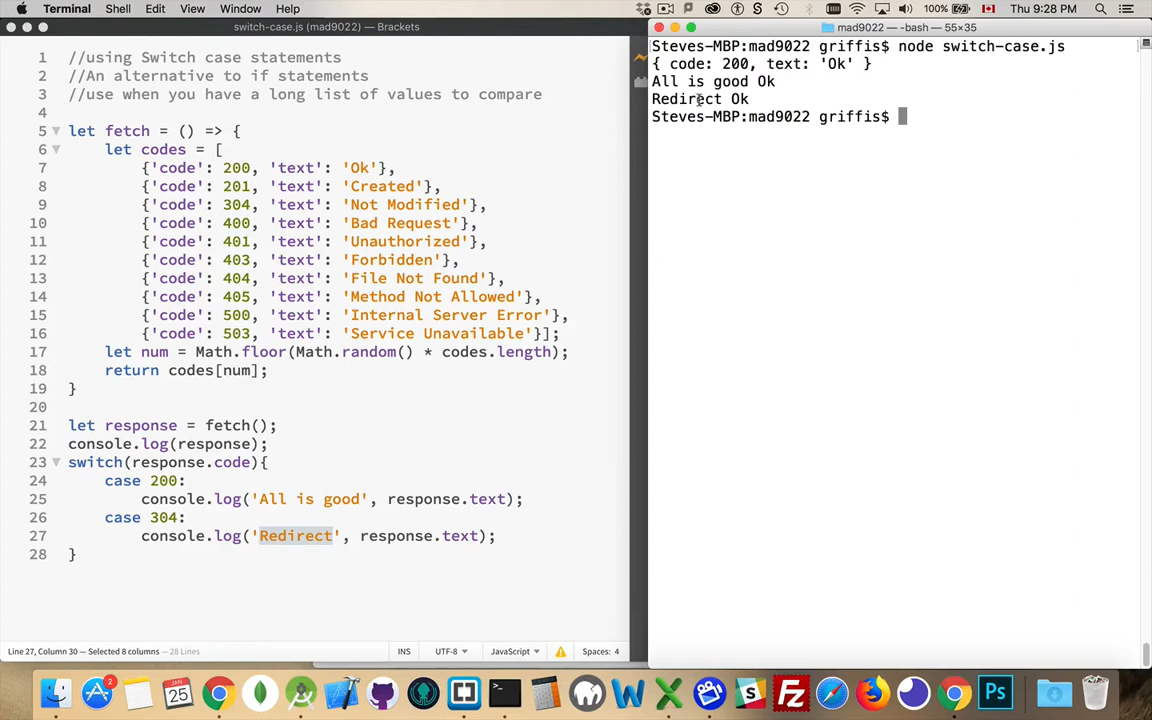 Terminal Shell Edit View Window Help 100% Thu 9:28 PM
switch-case.js (mad9022) — Brackets
1 //using Switch case statements
2 //An alternative to if statements
3 //use when you have a long list of values to compare
4
5 let fetch = () => {
6 let codes = [
7 {'code': 200, 'text': 'Ok'},
8 {'code': 201, 'text': 'Created'},
9 {'code': 304, 'text': 'Not Modified'},
10 {'code': 400, 'text': 'Bad Request'},
11 {'code': 401, 'text': 'Unauthorized'},
12 {'code': 403, 'text': 'Forbidden'},
13 {'code': 404, 'text': 'File Not Found'},
14 {'code': 405, 'text': 'Method Not Allowed'},
15 {'code': 500, 'text': 'Internal Server Error'},
16 {'code': 503, 'text': 'Service Unavailable'}];
17 let num = Math.floor(Math.random() * codes.length);
18 return codes[num];
19 }
20
21 let response = fetch();
22 console.log(response);
23 switch(response.code){
24 case 200:
25 console.log('All is good', response.text);
26 case 304:
27 console.log('Redirect', response.text);
28 }
Line 27, Column 30 — Selected 8 columns — 28 Lines INS UTF-8 JavaScript Spaces: 4
mad9022 — -bash — 55×35
Steves-MBP:mad9022 griffis$ node switch-case.js
{ code: 200, text: 'Ok' }
All is good Ok
Redirect Ok
Steves-MBP:mad9022 griffis$
2
25
Ps